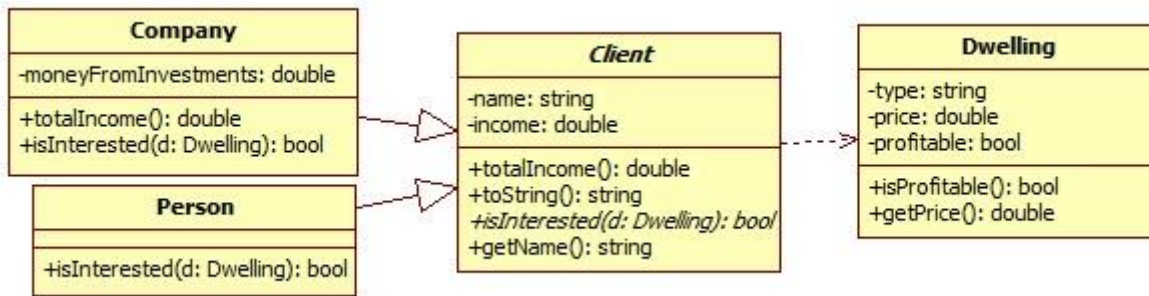 Company
-moneyFromInvestments: double
+totalIncome(): double
+isInterested(d: Dwelling): bool
Person
+isInterested(d: Dwelling): bool
Client
-name: string
-income: double
+totalIncome(): double
+toString(): string
+isInterested(d: Dwelling): bool
+getName(): string
Dwelling
-type: string
-price: double
-profitable: bool
+isProfitable(): bool
+getPrice(): double